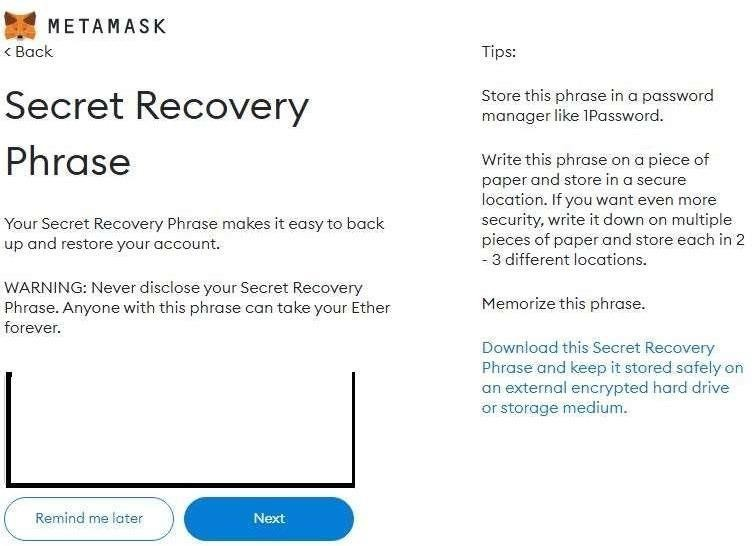 METAMASK
< Back
Secret Recovery
Phrase
Your Secret Recovery Phrase makes it easy to back
up and restore your account.
WARNING: Never disclose your Secret Recovery
Phrase. Anyone with this phrase can take your Ether
forever.
Remind me later
Next
Tips:
Store this phrase in a password
manager like 1Password.
Write this phrase on a piece of
paper and store in a secure
location. If you want even more
security, write it down on multiple
pieces of paper and store each in 2
- 3 different locations.
Memorize this phrase.
Download this Secret Recovery
Phrase and keep it stored safely on
an external encrypted hard drive
or storage medium.